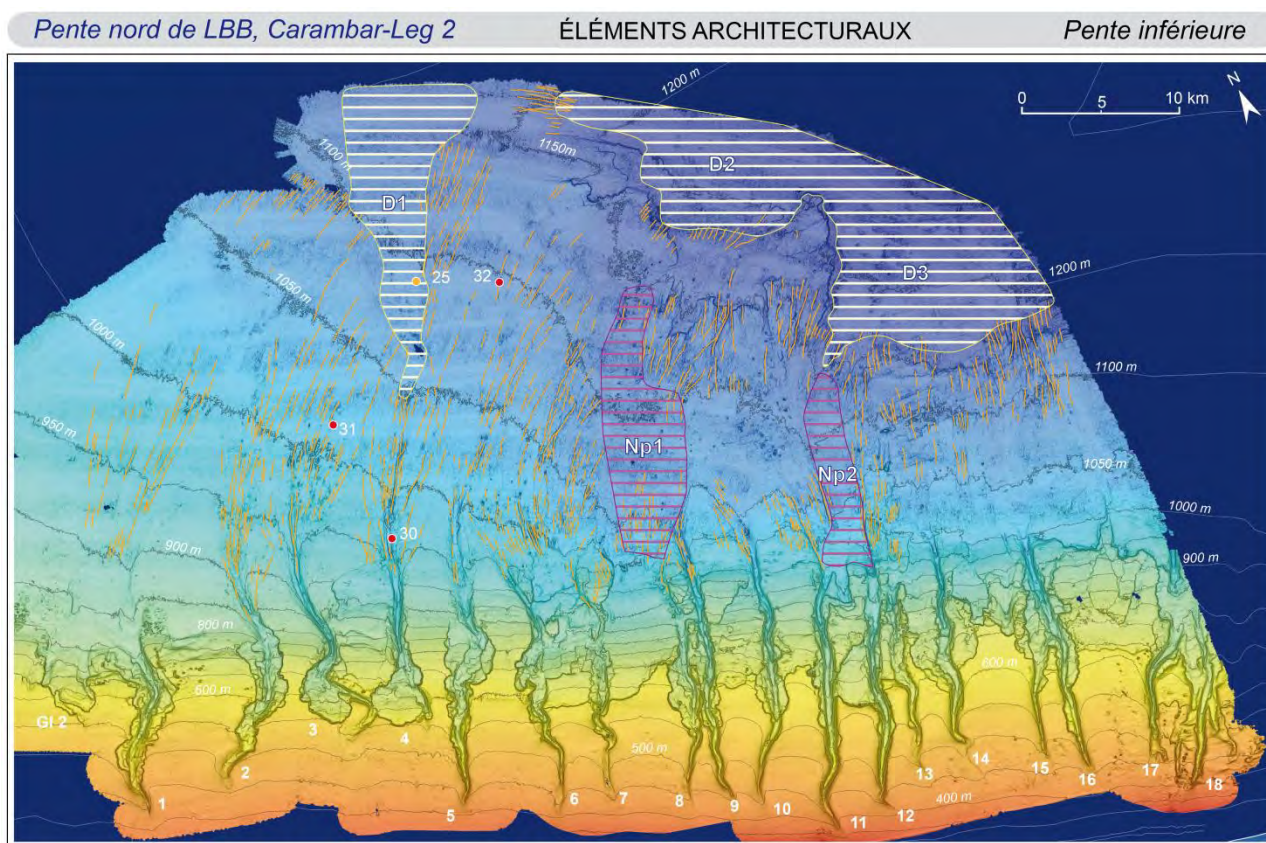 Pente nord de LBB, Carambar-Leg 2 ÉLÉMENTS ARCHITECTURAUX Pente inférieure
N
0 5 10 km
1200 m
1150m
1100 m
D2
D1
D3
25
32
1200 m
1050 m
1000 m
1100 m
31
950 m
Np1
Np2
1050 m
30
1000 m
900 m
900 m
800 m
600 m
600 m
GI 2
3
4
500 m
2
13
14
15
16
17
18
1
5
6
7
8
9
10
11
12
400 m